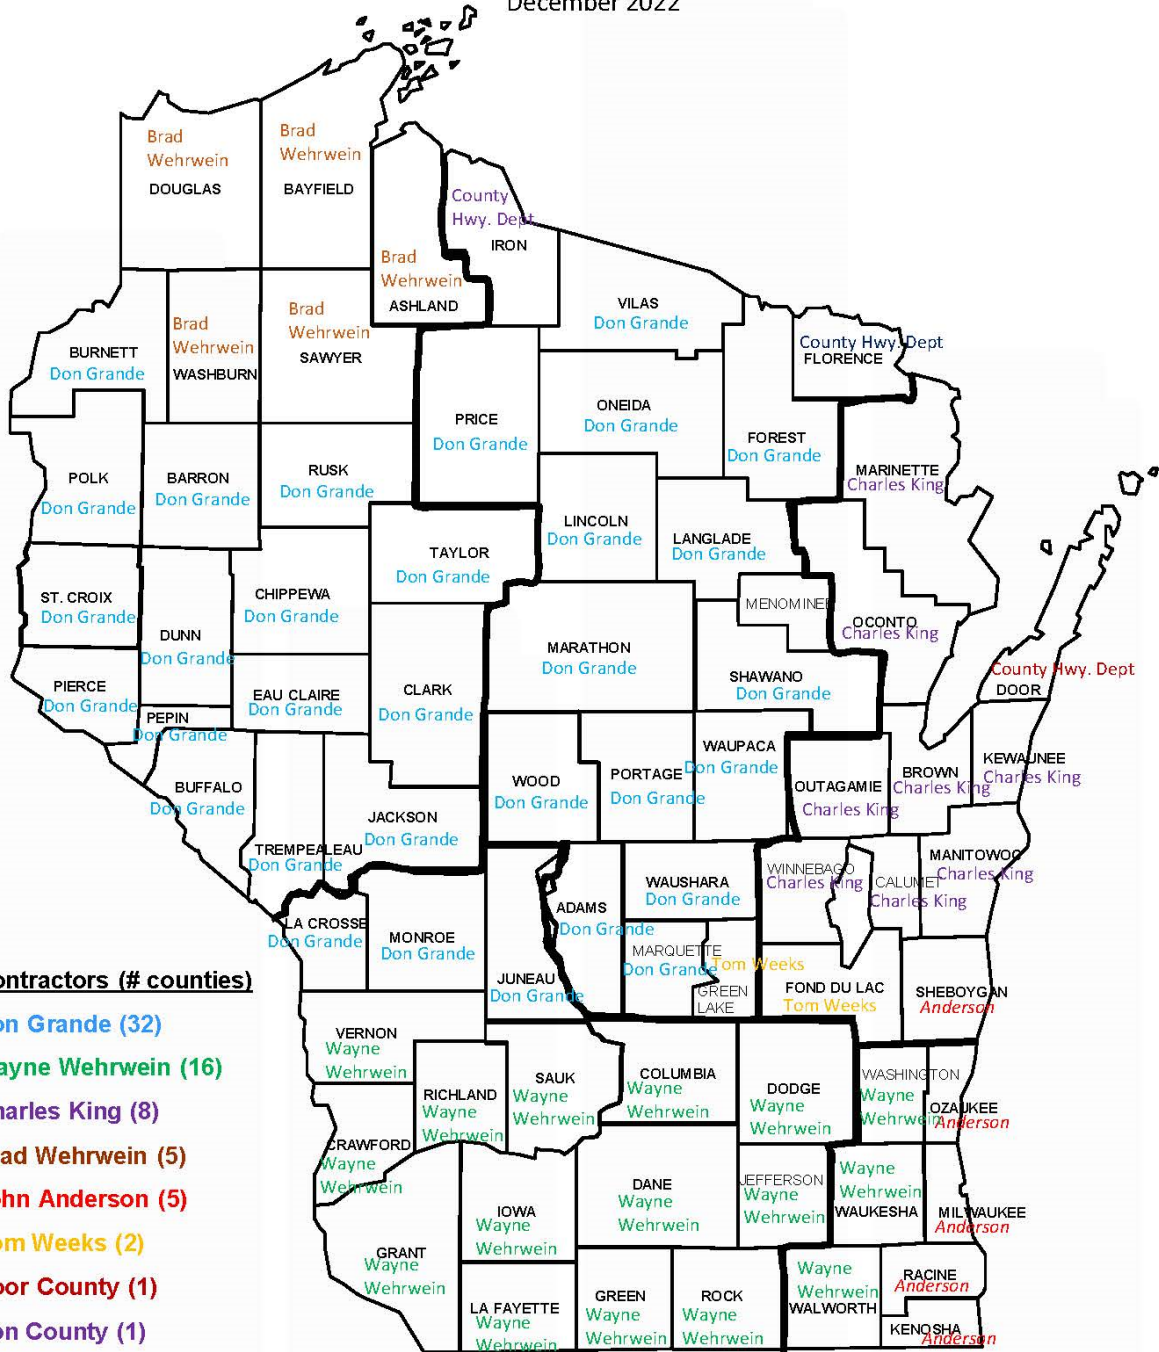 December 2022
Brad
Wehrwein
DOUGLAS
Brad
Wehrwein
BAYFIELD
County
Hwy. Dept
IRON
Brad
Wehrwein
ASHLAND
VILAS
Don Grande
BURNETT
Don Grande
Brad
Wehrwein
WASHBURN
Brad
Wehrwein
SAWYER
County Hwy. Dept
FLORENCE
PRICE
Don Grande
ONEIDA
Don Grande
FOREST
Don Grande
MARINETTE
Charles King
POLK
Don Grande
BARRON
Don Grande
RUSK
Don Grande
LINCOLN
Don Grande
LANGLADE
Don Grande
TAYLOR
Don Grande
ST. CROIX
Don Grande
DUNN
Don Grande
CHIPPEWA
Don Grande
MENOMINEE
OCONTO
Charles King
MARATHON
Don Grande
SHAWANO
Don Grande
County Hwy. Dept
DOOR
PIERCE
Don Grande
PEPIN
Don Grande
EAU CLAIRE
Don Grande
CLARK
Don Grande
BUFFALO
Don Grande
TREMPEALEAU
Don Grande
JACKSON
Don Grande
WOOD
Don Grande
PORTAGE
Don Grande
WAUPACA
Don Grande
OUTAGAMIE
Charles King
BROWN
Charles King
KEWAUNEE
Charles King
LA CROSSE
Don Grande
MONROE
Don Grande
JUNEAU
Don Grande
ADAMS
Don Grande
WAUSHARA
Don Grande
MARQUETTE
Don Grande
Tom Weeks
GREEN
LAKE
WINNEBAGO
Charles King
CALUMET
Charles King
MANITOWOC
Charles King
FOND DU LAC
Tom Weeks
SHEBOYGAN
Anderson
VERNON
Wayne
Wehrwein
RICHLAND
Wayne
Wehrwein
SAUK
Wayne
Wehrwein
COLUMBIA
Wayne
Wehrwein
DODGE
Wayne
Wehrwein
WASHINGTON
Wayne
Wehrwein
OZAUKEE
Anderson
CRAWFORD
Wayne
Wehrwein
GRANT
Wayne
Wehrwein
IOWA
Wayne
Wehrwein
DANE
Wayne
Wehrwein
JEFFERSON
Wayne
Wehrwein
Wayne
Wehrwein
WAUKESHA
MILWAUKEE
Anderson
LA FAYETTE
Wayne
Wehrwein
GREEN
Wayne
Wehrwein
ROCK
Wayne
Wehrwein
Wayne
Wehrwein
WALWORTH
RACINE
Anderson
KENOSHA
Anderson
ontractors (# counties)
on Grande (32)
ayne Wehrwein (16)
harles King (8)
ad Wehrwein (5)
ohn Anderson (5)
om Weeks (2)
oor County (1)
on County (1)